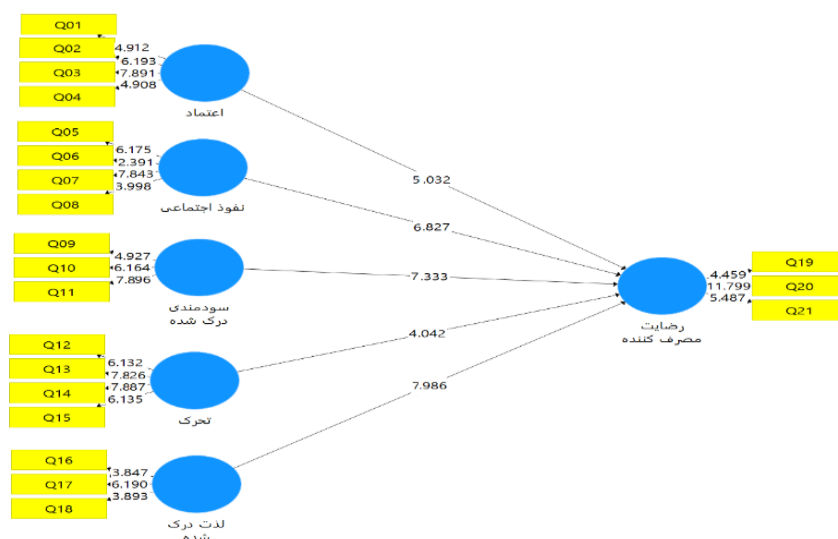 Q01
Q02
Q03
Q04
4.912
6.193
7.891
4.908
اعتماد
Q05
Q06
Q07
Q08
6.175
2.391
7.843
3.998
نفوذ اجتماعی
Q09
Q10
Q11
4.927
6.164
7.896
سودمندی
درک شده
Q12
Q13
Q14
Q15
6.132
7.826
7.887
6.135
تحرک
Q16
Q17
Q18
3.847
6.190
3.893
لذت درک
شده
5.032
6.827
7.333
4.042
7.986
رضایت
مصرف کننده
4.459
11.799
5.487
Q19
Q20
Q21